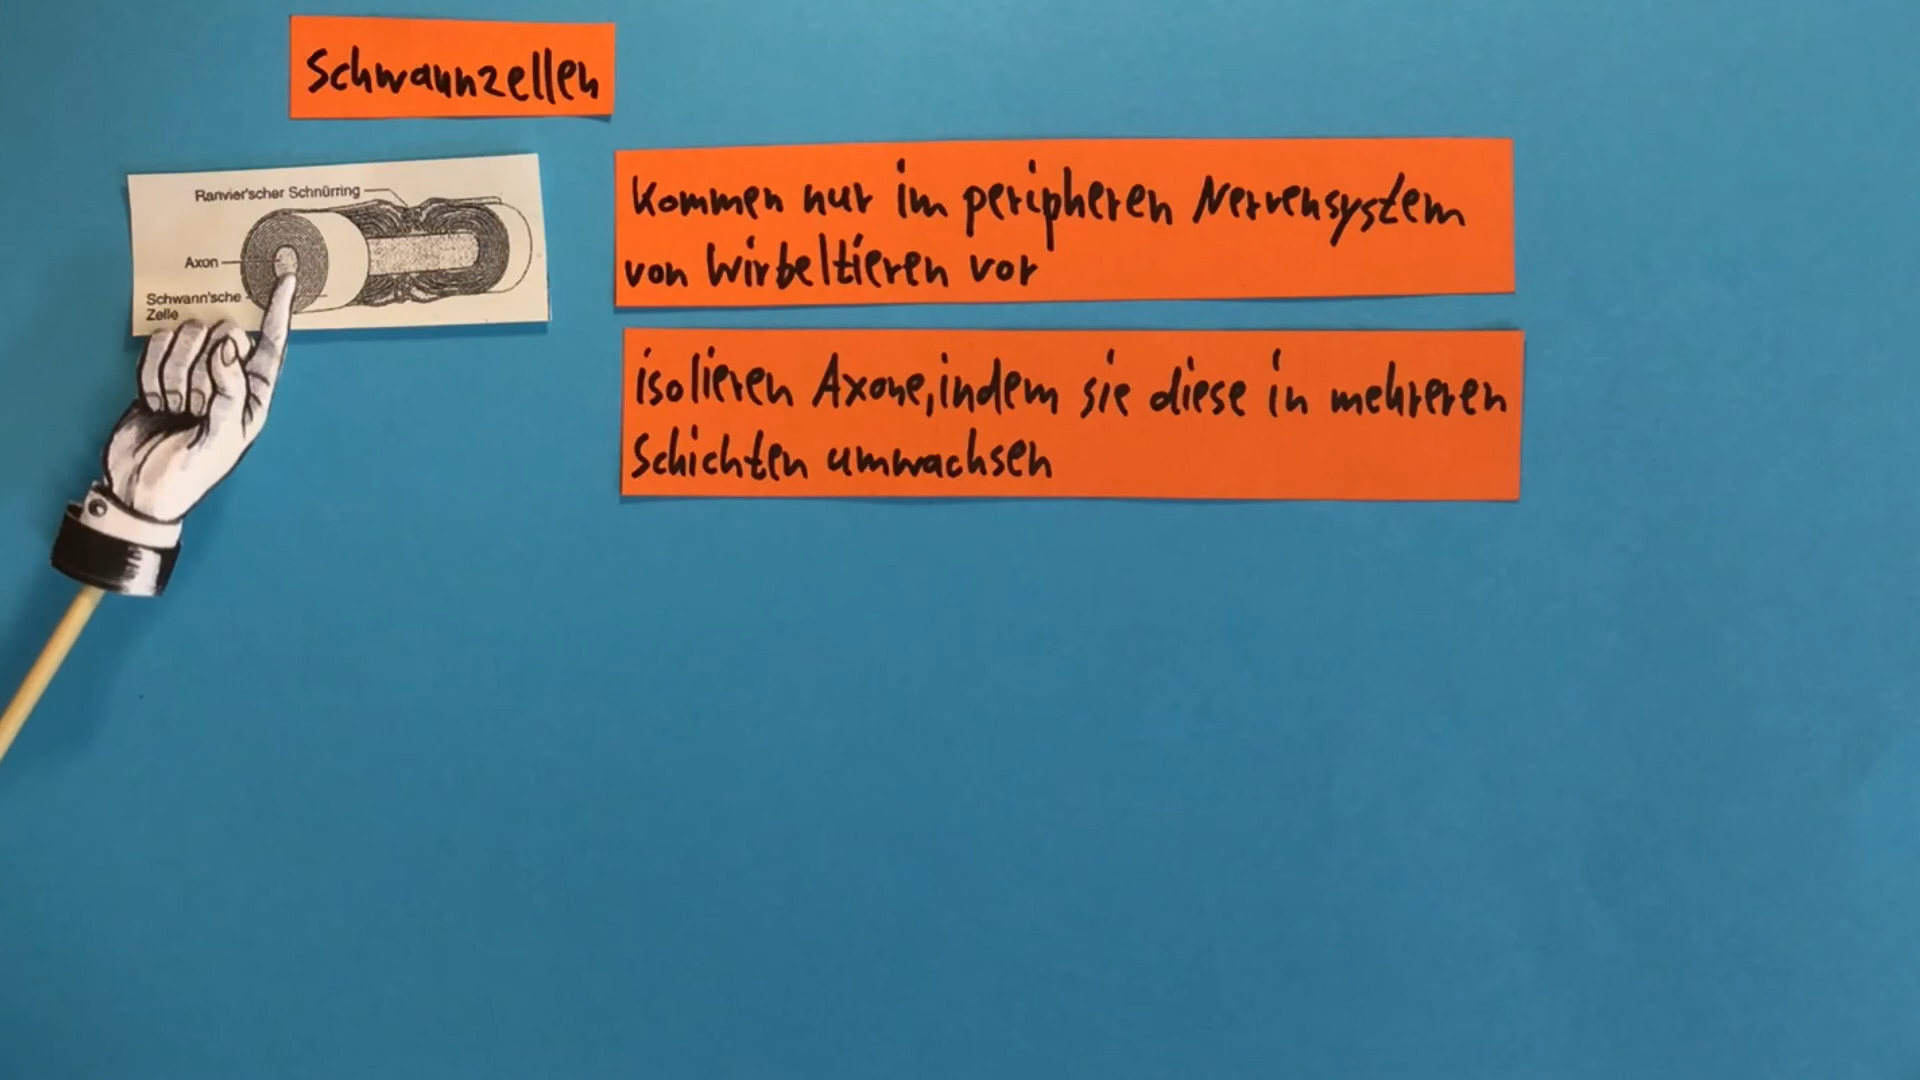 Schwannzellen
Ranvier'scher Schnürring
Axon
Schwann'sche
Zelle
Kommen nur im peripheren Nervensystem
von Wirbeltieren vor
isolieren Axone, indem sie diese in mehreren
Schichten umwachsen